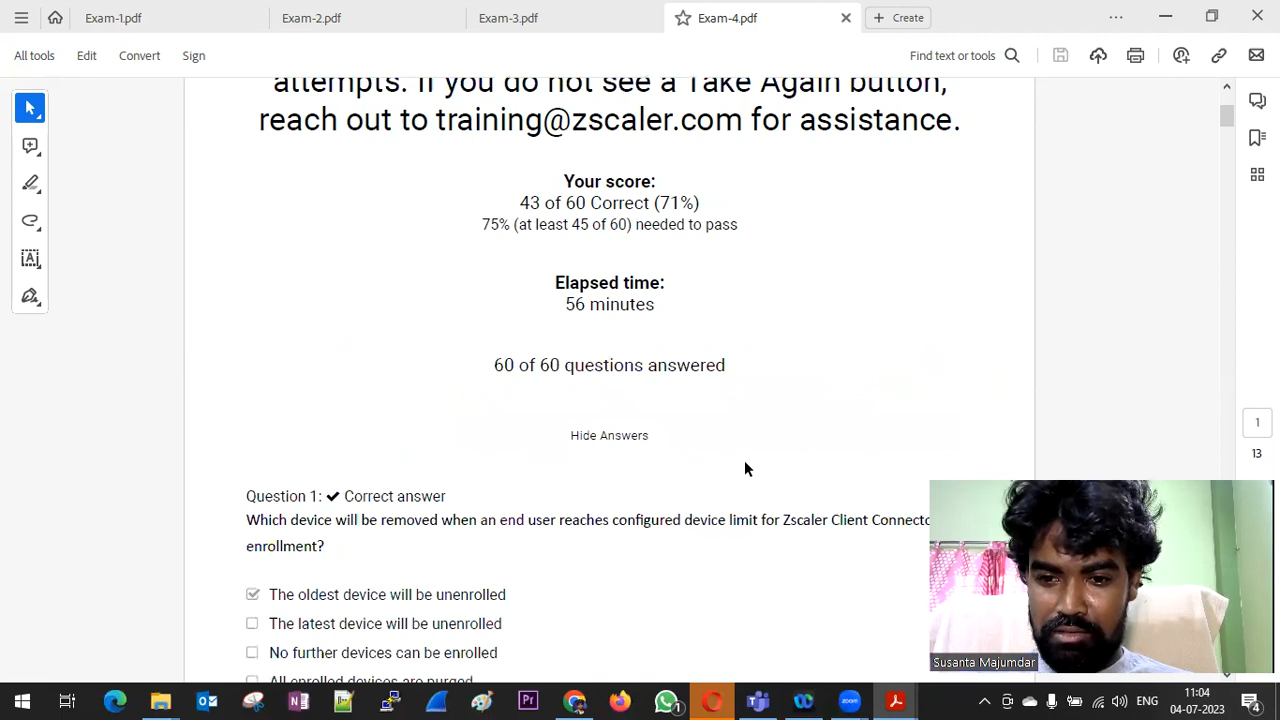 Exam-1.pdf
Exam-2.pdf
Exam-3.pdf
Exam-4.pdf
Create
All tools
Edit
Convert
Sign
Find text or tools
attempts. If you do not see a Take Again button,
reach out to training@zscaler.com for assistance.
Your score:
43 of 60 Correct (71%)
75% (at least 45 of 60) needed to pass
Elapsed time:
56 minutes
60 of 60 questions answered
Hide Answers
1
13
Question 1: ✔ Correct answer
Which device will be removed when an end user reaches configured device limit for Zscaler Client Connecto
enrollment?
The oldest device will be unenrolled
The latest device will be unenrolled
No further devices can be enrolled
All enrolled devices are purged
Susanta Majumdar
ENG
11:04
04-07-2023
4